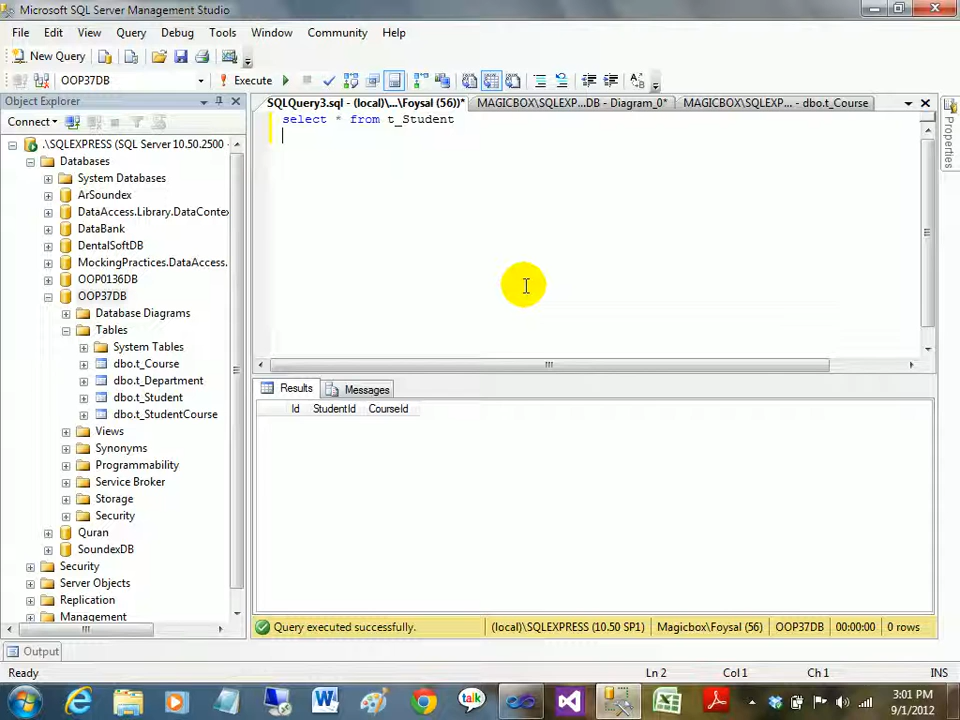 Microsoft SQL Server Management Studio
File Edit View Query Debug Tools Window Community Help
New Query
OOP37DB Execute
Object Explorer
SQLQuery3.sql - (local)\...\Foysal (56))* MAGICBOX\SQLEXP...DB - Diagram_0* MAGICBOX\SQLEXP... - dbo.t_Course
Properties
Connect
select * from t_Student
.\SQLEXPRESS (SQL Server 10.50.2500 -
Databases
System Databases
ArSoundex
DataAccess.Library.DataContex
DataBank
DentalSoftDB
MockingPractices.DataAccess.
OOP0136DB
OOP37DB
Database Diagrams
Tables
System Tables
dbo.t_Course
dbo.t_Department
dbo.t_Student
dbo.t_StudentCourse
Views
Synonyms
Programmability
Service Broker
Storage
Security
Quran
SoundexDB
Security
Server Objects
Replication
Management
Results Messages
Id StudentId CourseId
Query executed successfully. (local)\SQLEXPRESS (10.50 SP1) Magicbox\Foysal (56) OOP37DB 00:00:00 0 rows
Output
Ready Ln 2 Col 1 Ch 1 INS
talk
3:01 PM
9/1/2012